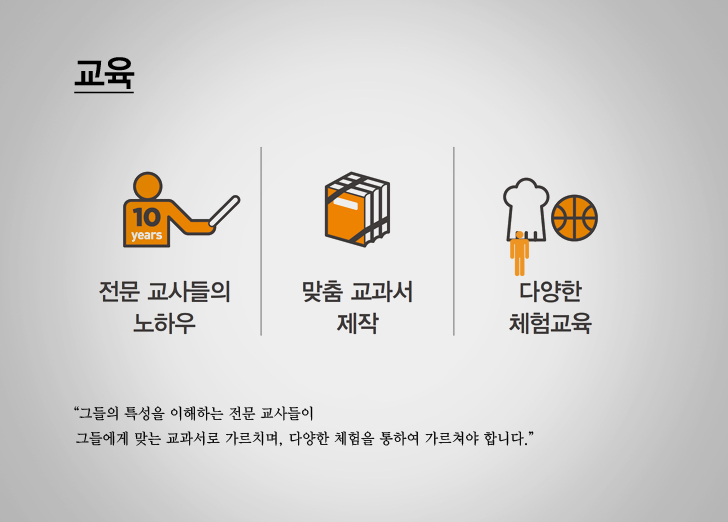 교육
10
years
전문 교사들의
노하우
맞춤 교과서
제작
다양한
체험교육
“그들의 특성을 이해하는 전문 교사들이
그들에게 맞는 교과서로 가르치며, 다양한 체험을 통하여 가르쳐야 합니다.”